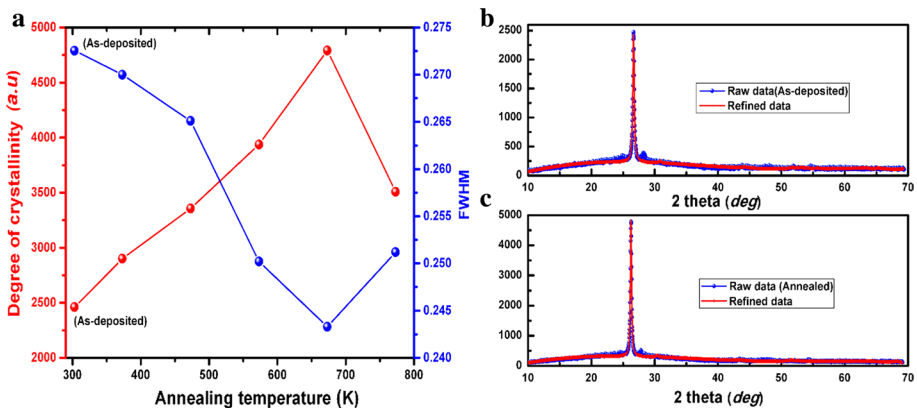 a
(As-deposited)
(As-deposited)
5000
4500
4000
3500
3000
2500
2000
Degree of crystallinity (a.u)
0.275
0.270
0.265
0.260
0.255
0.250
0.245
0.240
FWHM
300 400 500 600 700 800
Annealing temperature (K)
b
2500
2000
1500
1000
500
0
Raw data(As-deposited)
Refined data
10 20 30 40 50 60 70
2 theta (deg)
c
5000
4000
3000
2000
1000
0
Raw data (Annealed)
Refined data
10 20 30 40 50 60 70
2 theta (deg)